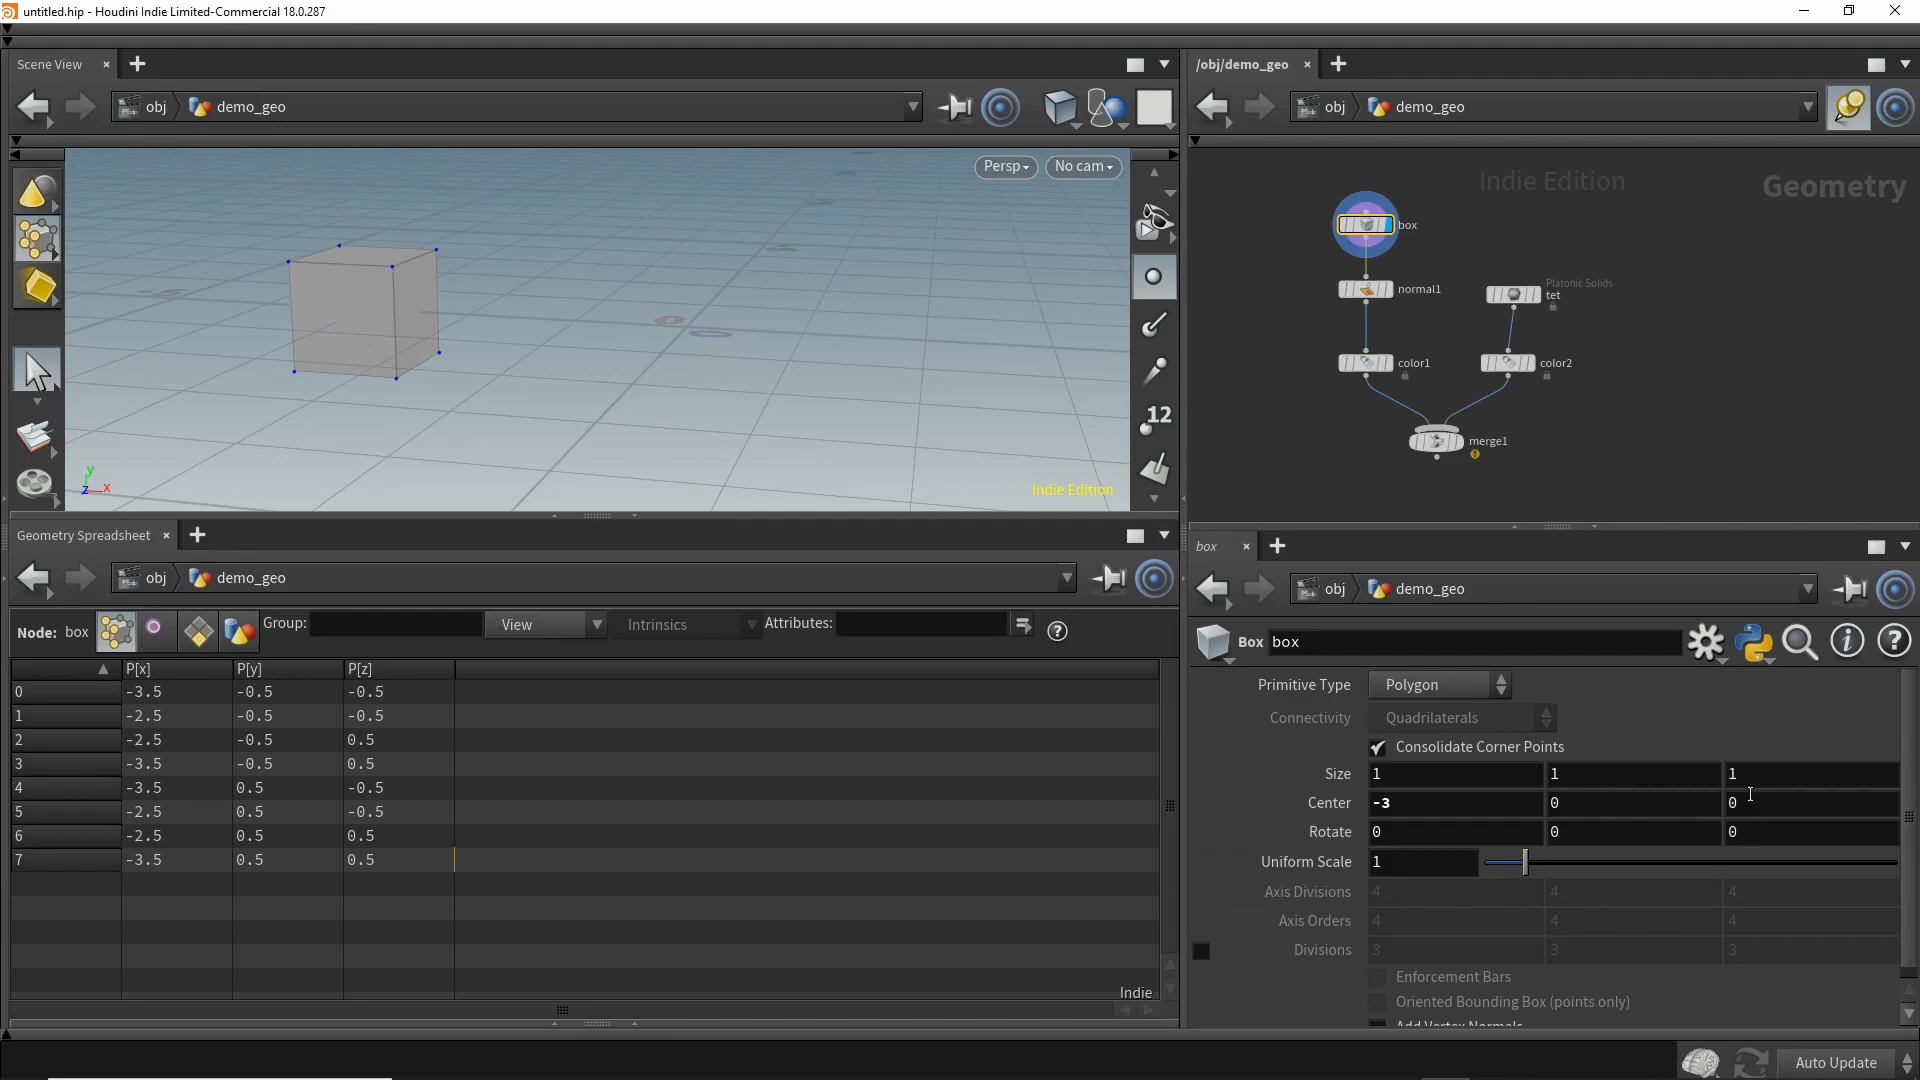 untitled.hip - Houdini Indie Limited-Commercial 18.0.287
Scene View
obj
demo_geo
Persp
No cam
12
y
z
x
Indie Edition
/obj/demo_geo
obj
demo_geo
Indie Edition
Geometry
box
normal1
Platonic Solids
tet
color1
color2
merge1
Geometry Spreadsheet
obj
demo_geo
Node: box
Group:
View
Intrinsics
Attributes:
P[x] P[y] P[z]
0 -3.5 -0.5 -0.5
1 -2.5 -0.5 -0.5
2 -2.5 -0.5 0.5
3 -3.5 -0.5 0.5
4 -3.5 0.5 -0.5
5 -2.5 0.5 -0.5
6 -2.5 0.5 0.5
7 -3.5 0.5 0.5
Indie
box
obj
demo_geo
Box box
Primitive Type Polygon
Connectivity Quadrilaterals
Consolidate Corner Points
Size 1 1 1
Center -3 0 0
Rotate 0 0 0
Uniform Scale 1
Axis Divisions 4 4 4
Axis Orders 4 4 4
Divisions 3 3 3
Enforcement Bars
Oriented Bounding Box (points only)
Add Vertex Normals
Auto Update